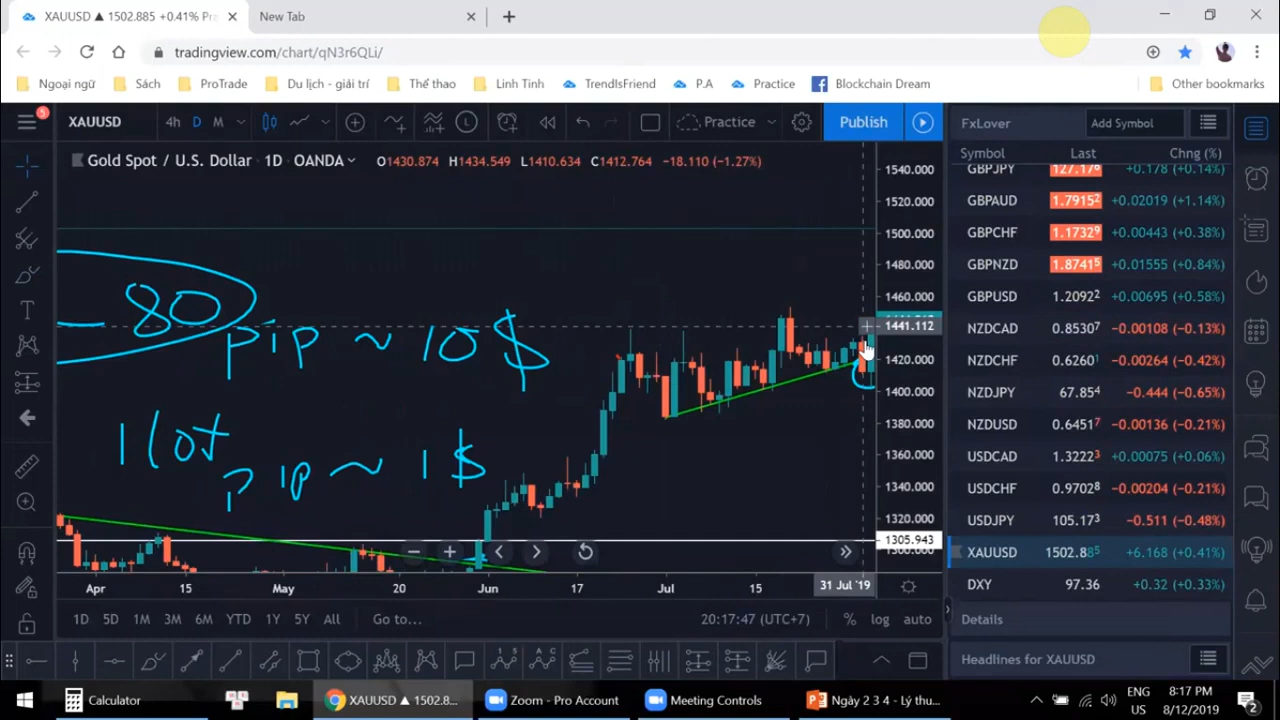 XAUUSD ▲ 1502.885 +0.41% Pra
New Tab
tradingview.com/chart/qN3r6QLi/
Ngoại ngữ Sách ProTrade Du lịch - giải trí Thể thao Linh Tinh TrendIsFriend P.A Practice Blockchain Dream Other bookmarks
5
XAUUSD 4h D M Practice Publish
FxLover Add Symbol
Gold Spot / U.S. Dollar 1D OANDA O1430.874 H1434.549 L1410.634 C1412.764 −18.110 (−1.27%)
Symbol Last Chng (%)
GBPJPY 127.176 +0.178 (+0.14%)
GBPAUD 1.79152 +0.02019 (+1.14%)
GBPCHF 1.17329 +0.00443 (+0.38%)
GBPNZD 1.87415 +0.01555 (+0.84%)
GBPUSD 1.20922 +0.00695 (+0.58%)
NZDCAD 0.85307 −0.00108 (−0.13%)
NZDCHF 0.62601 −0.00264 (−0.42%)
NZDJPY 67.854 −0.444 (−0.65%)
NZDUSD 0.64517 −0.00136 (−0.21%)
USDCAD 1.32223 +0.00075 (+0.06%)
USDCHF 0.97028 −0.00204 (−0.21%)
USDJPY 105.173 −0.511 (−0.48%)
XAUUSD 1502.885 +6.168 (+0.41%)
DXY 97.36 +0.32 (+0.33%)
Details
Headlines for XAUUSD
1540.000
1520.000
1500.000
1480.000
1460.000
1441.112
1420.000
1400.000
1380.000
1360.000
1340.000
1320.000
1305.943
1300.000
80
pip ~ 10 $
1 lot
pip ~ 1 $
Apr 15 May 20 Jun 17 Jul 15 31 Jul '19
1D 5D 1M 3M 6M YTD 1Y 5Y All Go to... 20:17:47 (UTC+7) % log auto
Calculator
XAUUSD ▲ 1502.8...
Zoom - Pro Account
Meeting Controls
Ngày 2 3 4 - Lý thu...
ENG
US
8:17 PM
8/12/2019
2